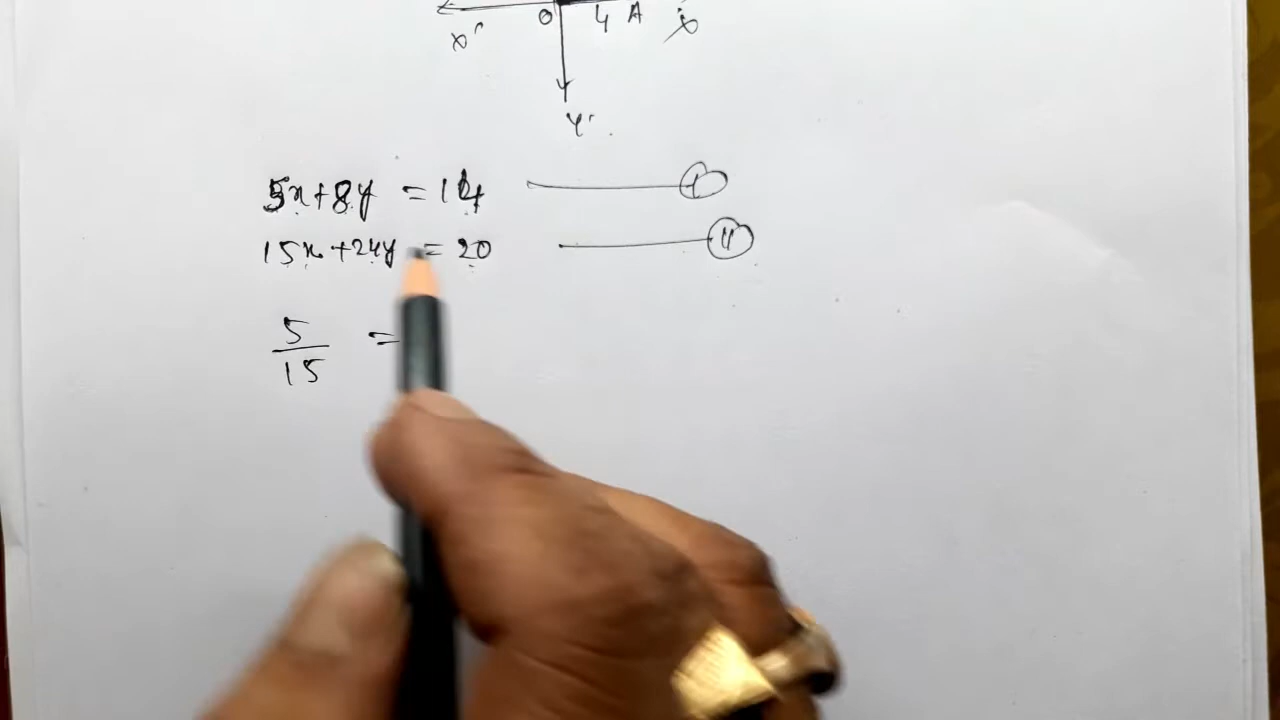 X' O 4 A X
Y'
5x+8y = 14 (I)
15x+24y = 20 (II)
5/15 =